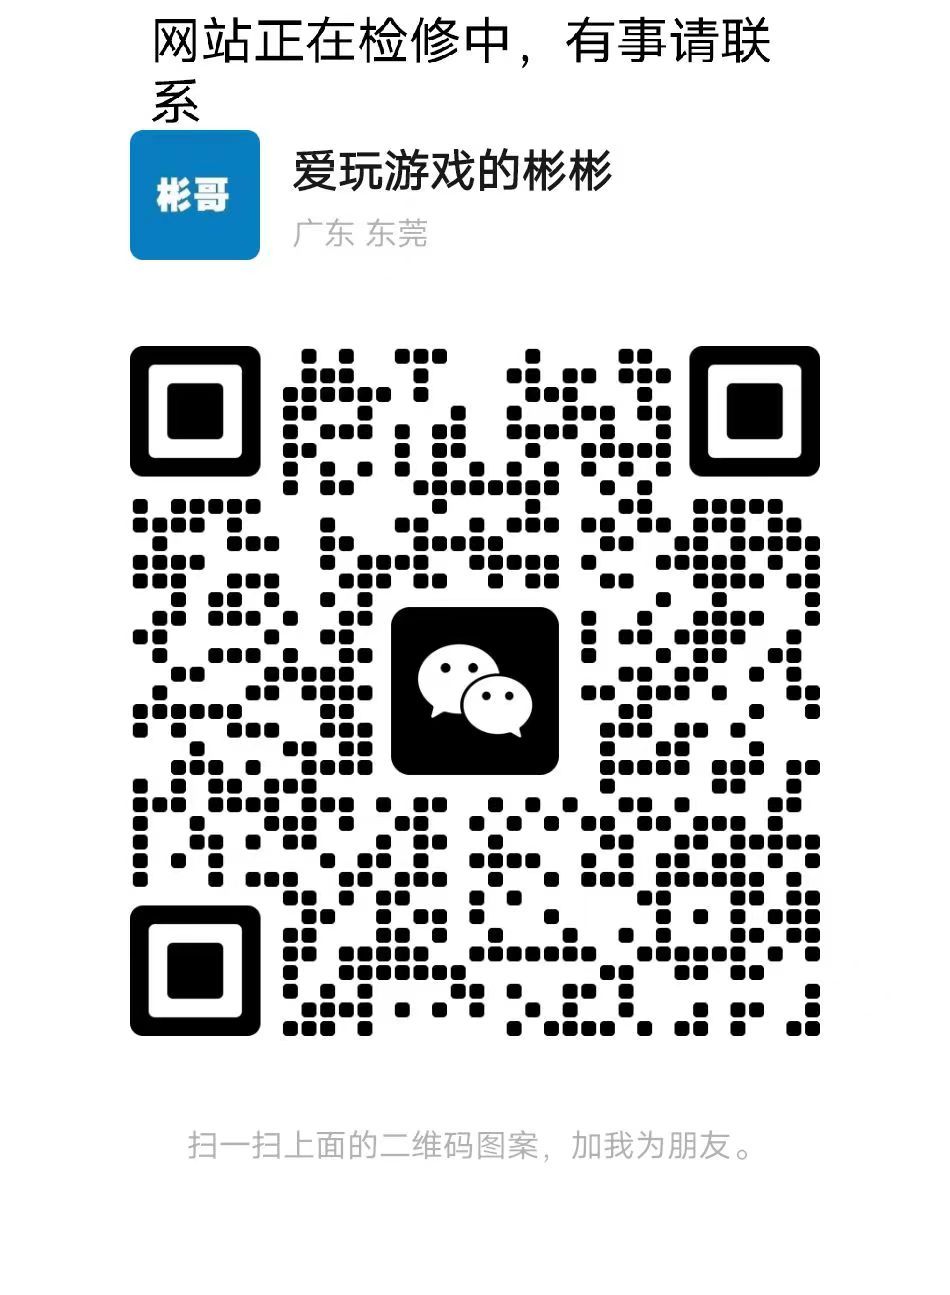 网站正在检修中，有事请联
系
彬哥
爱玩游戏的彬彬
广东 东莞
扫一扫上面的二维码图案，加我为朋友。